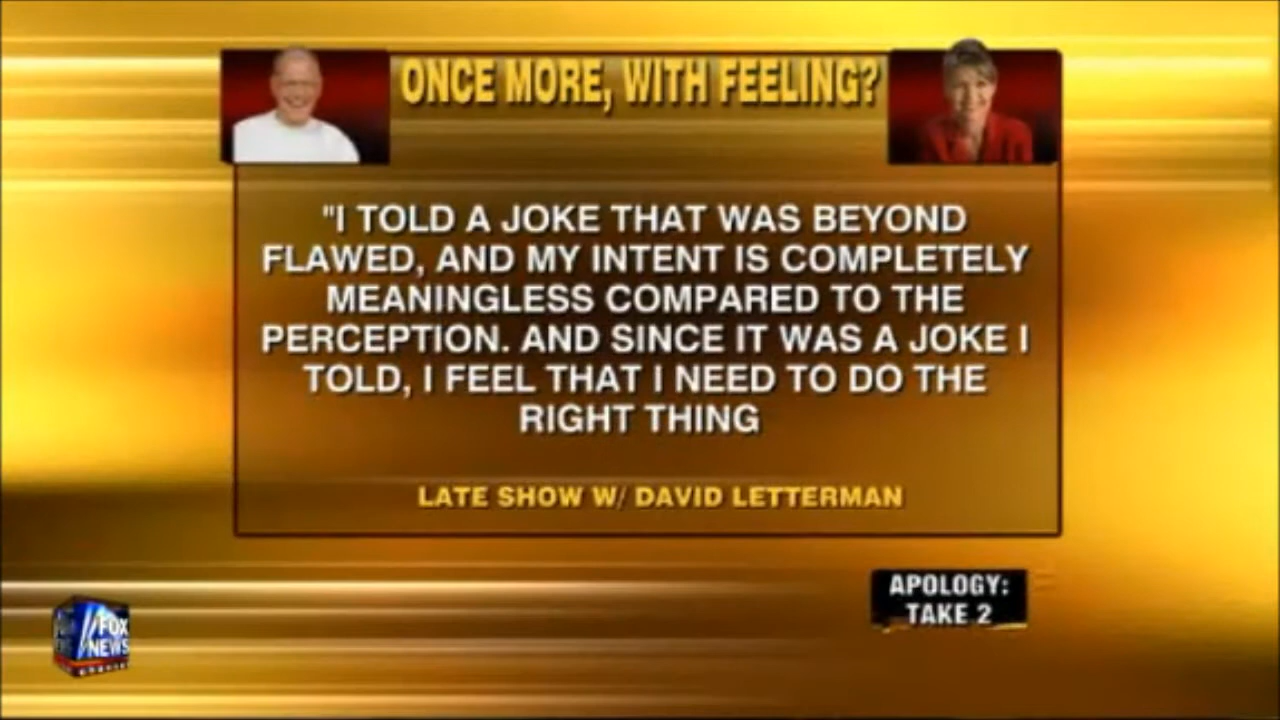 ONCE MORE, WITH FEELING?
"I TOLD A JOKE THAT WAS BEYOND
FLAWED, AND MY INTENT IS COMPLETELY
MEANINGLESS COMPARED TO THE
PERCEPTION. AND SINCE IT WAS A JOKE I
TOLD, I FEEL THAT I NEED TO DO THE
RIGHT THING
LATE SHOW W/ DAVID LETTERMAN
APOLOGY:
TAKE 2
FOX
NEWS